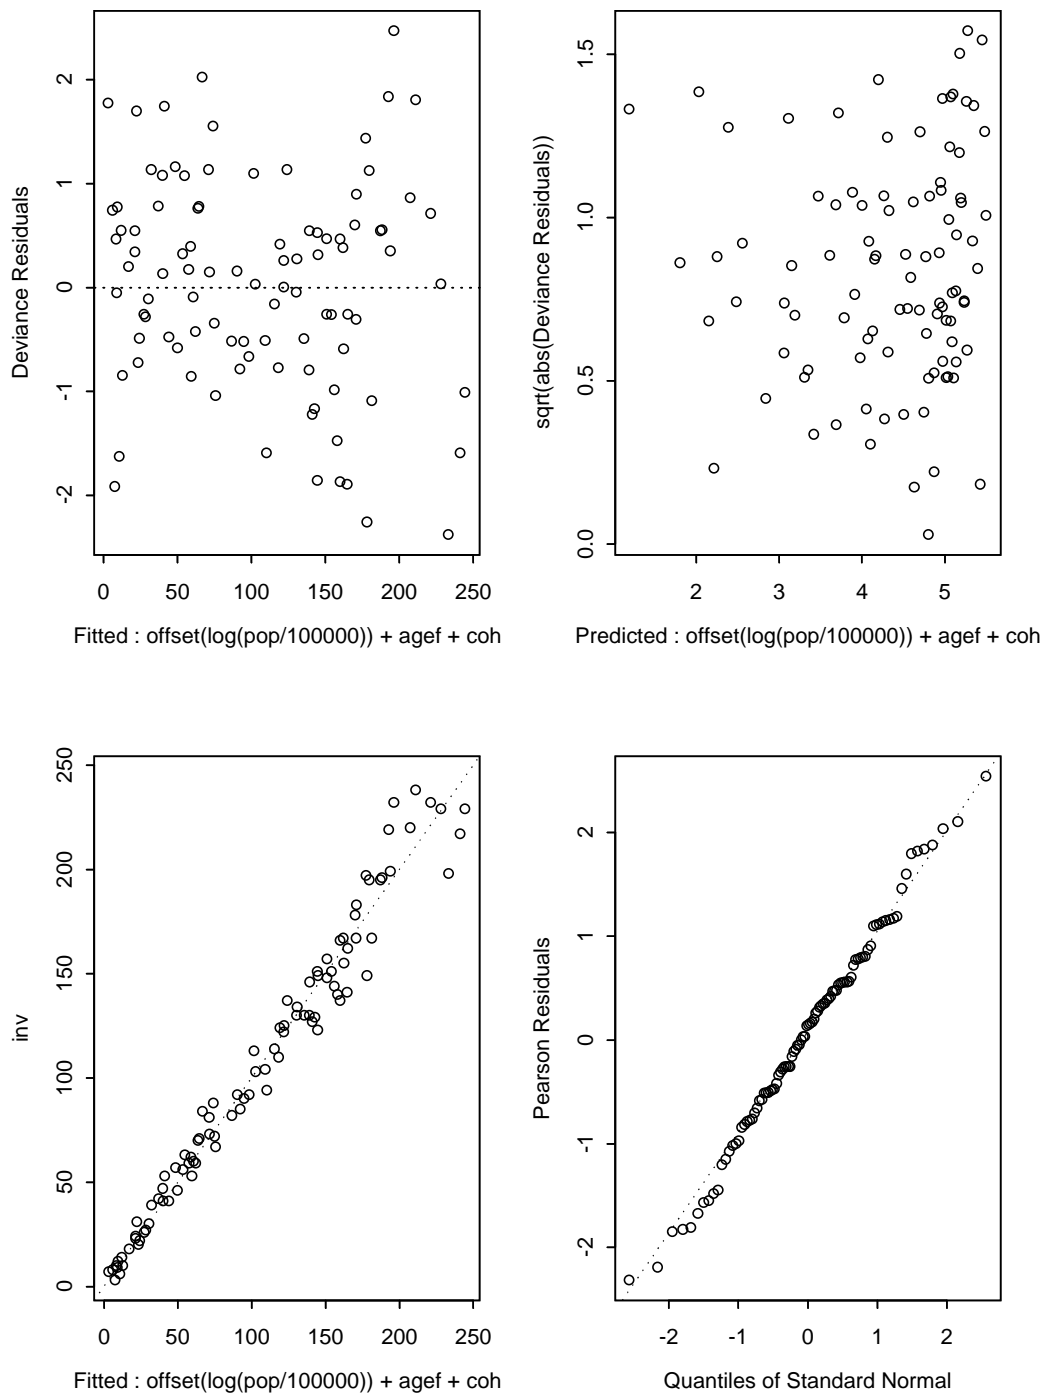 Deviance Residuals
2
1
0
-1
-2
0 50 100 150 200 250
Fitted : offset(log(pop/100000)) + agef + coh
sqrt(abs(Deviance Residuals))
1.5
1.0
0.5
0.0
2 3 4 5
Predicted : offset(log(pop/100000)) + agef + coh
inv
250
200
150
100
50
0
0 50 100 150 200 250
Fitted : offset(log(pop/100000)) + agef + coh
Pearson Residuals
2
1
0
-1
-2
-2 -1 0 1 2
Quantiles of Standard Normal